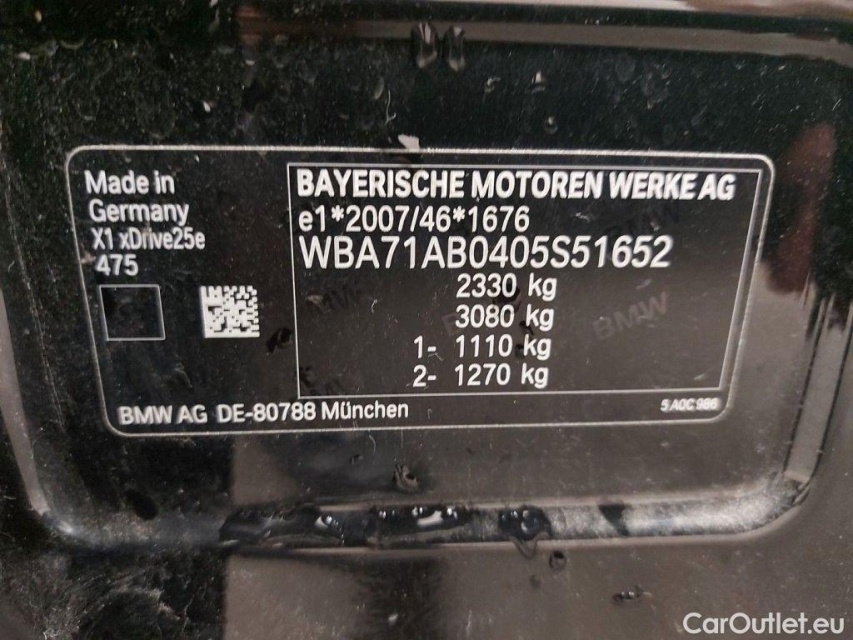 Made in
Germany
X1 xDrive25e
475
BAYERISCHE MOTOREN WERKE AG
e1*2007/46*1676
WBA71AB0405S51652
2330 kg
3080 kg
1- 1110 kg
2- 1270 kg
BMW
BMW AG DE-80788 München
5 A0C 986
CarOutlet.eu